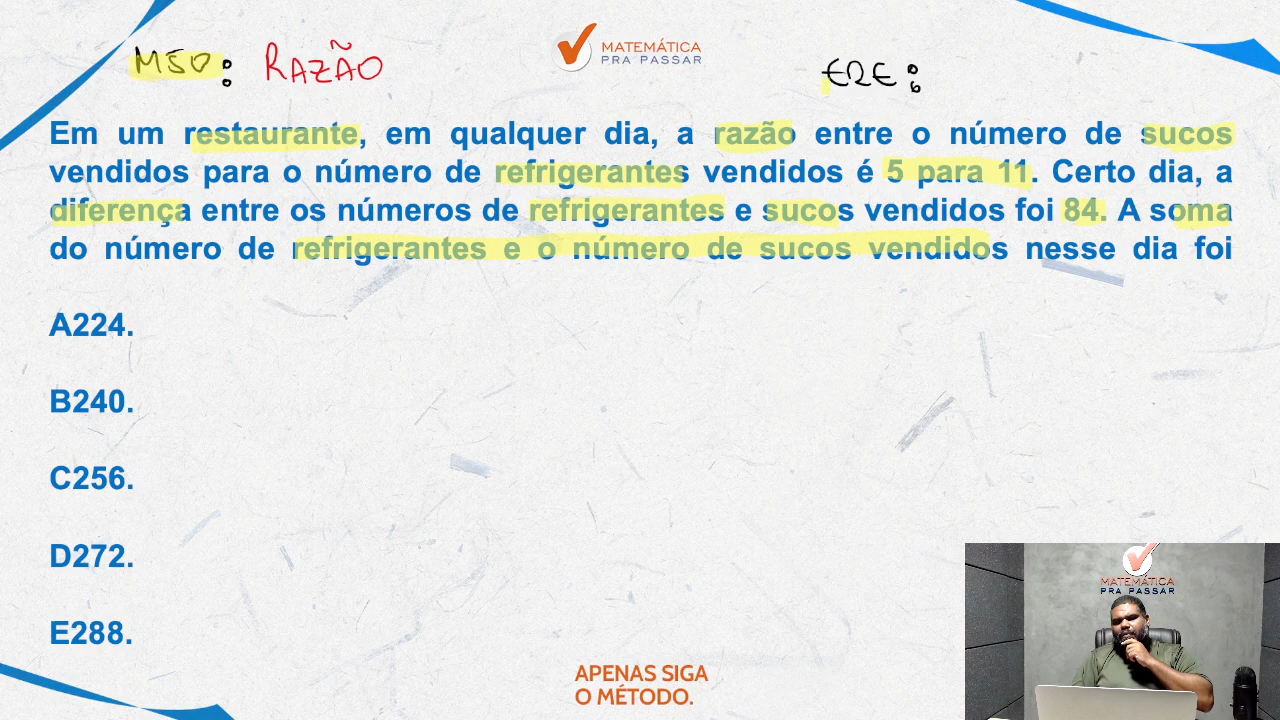 M50: RAZÃO
MATEMÁTICA
PRA PASSAR
Em um restaurante, em qualquer dia, a razão entre o número de sucos
vendidos para o número de refrigerantes vendidos é 5 para 11. Certo dia, a
diferença entre os números de refrigerantes e sucos vendidos foi 84. A soma
do número de refrigerantes e o número de sucos vendidos nesse dia foi
A224.
B240.
C256.
D272.
E288.
MATEMÁTICA
PRA PASSAR
APENAS SIGA
O MÉTODO.